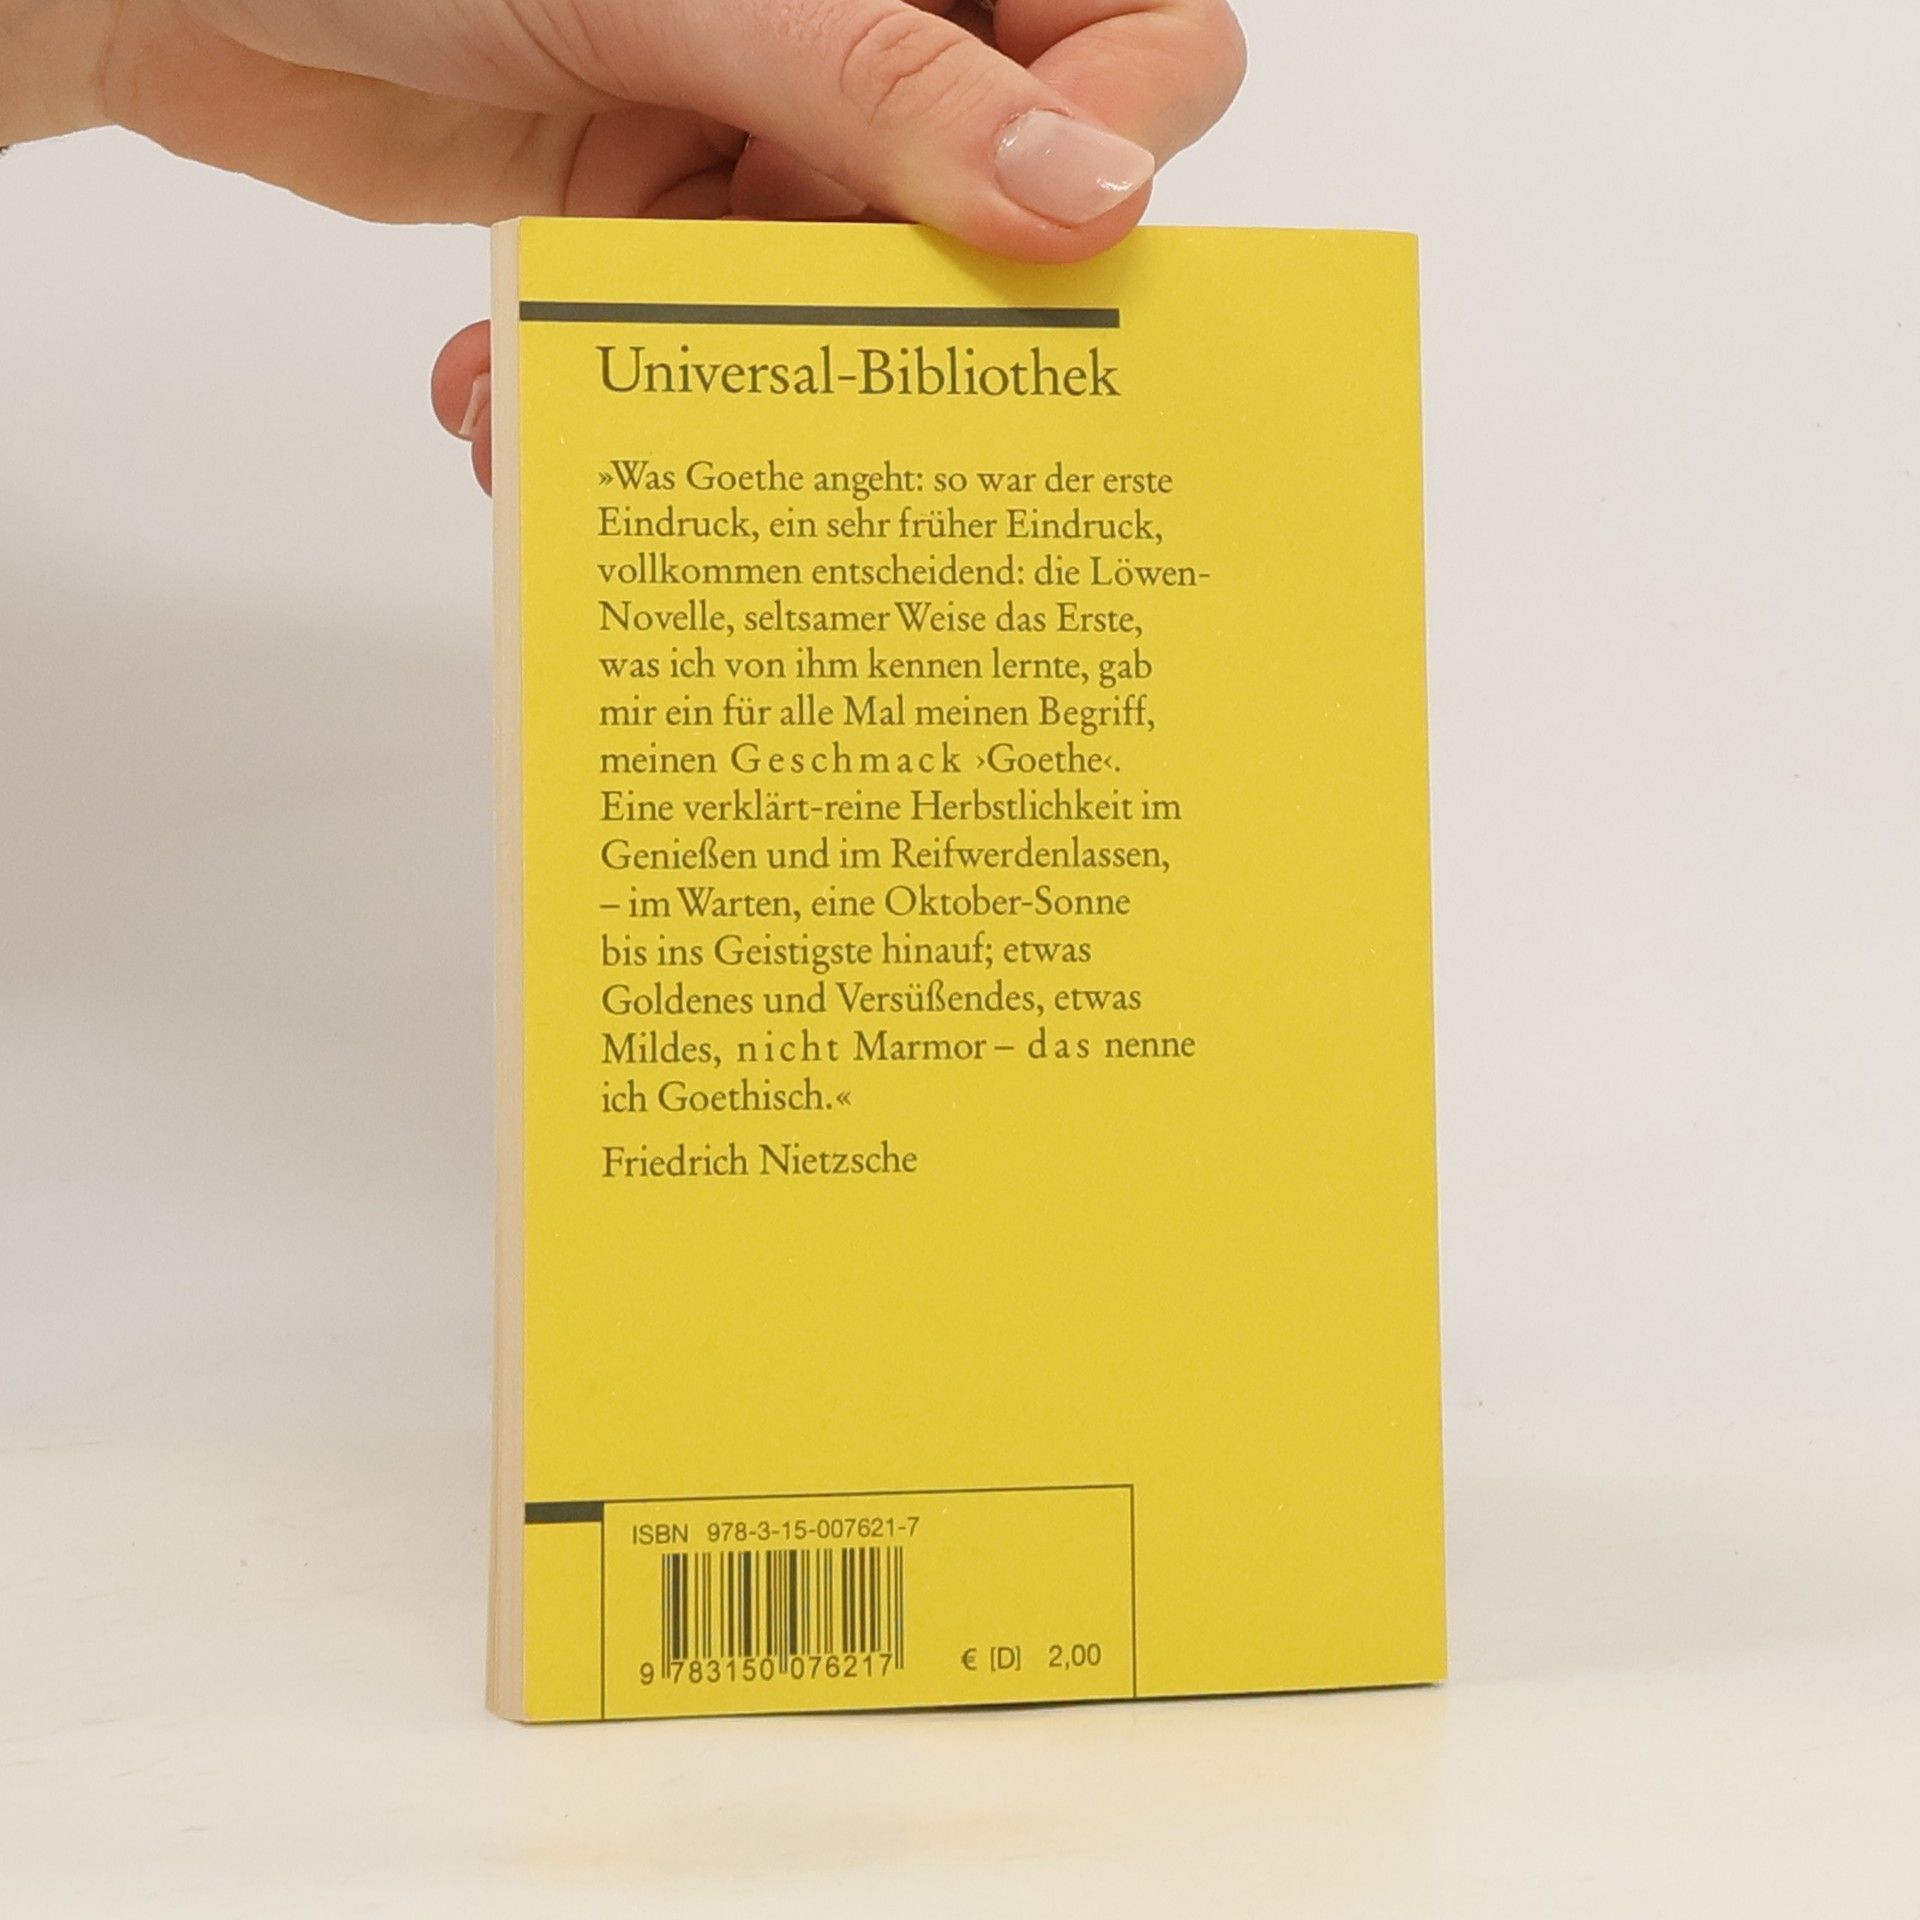 Universal-Bibliothek
»Was Goethe angeht: so war der erste
Eindruck, ein sehr früher Eindruck,
vollkommen entscheidend: die Löwen-
Novelle, seltsamer Weise das Erste,
was ich von ihm kennen lernte, gab
mir ein für alle Mal meinen Begriff,
meinen Geschmack ›Goethe‹.
Eine verklärt-reine Herbstlichkeit im
Genießen und im Reifwerdenlassen,
– im Warten, eine Oktober-Sonne
bis ins Geistigste hinauf; etwas
Goldenes und Versüßendes, etwas
Mildes, nicht Marmor – das nenne
ich Goethisch.«
Friedrich Nietzsche
ISBN 978-3-15-007621-7
9 783150 076217
€ [D] 2,00